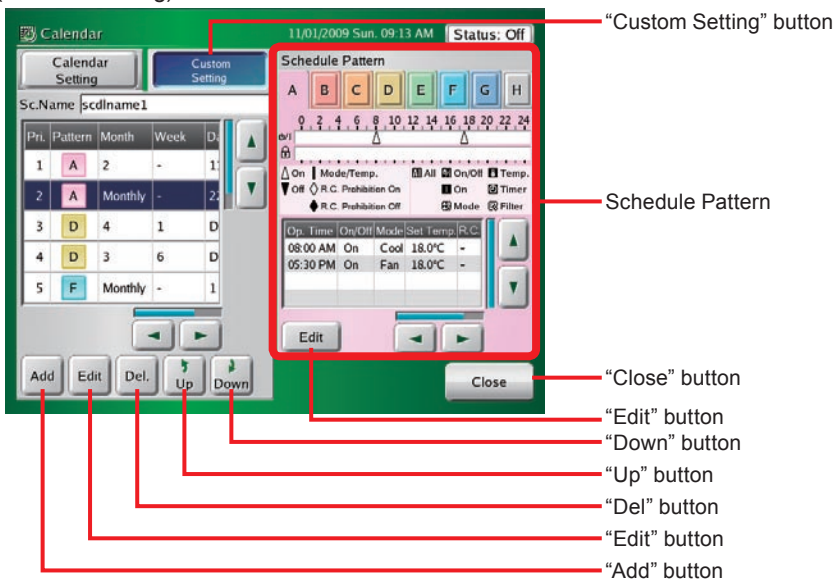 Calendar 11/01/2009 Sun. 09:13 AM Status: Off
Calendar
Setting
Custom
Setting
Sc.Name scdlname1
Pri. Pattern Month Week Da
1 A 2 -
2 A Monthly -
3 D 4 1 D
4 D 3 6 D
5 F Monthly - 1
Add Edit Del. Up Down
Schedule Pattern
A B C D E F G H
0 2 4 6 8 10 12 14 16 18 20 22 24
On Mode/Temp. All On/Off Temp.
Off R.C. Prohibition On On Timer
R.C. Prohibition Off Mode Filter
Op. Time On/Off Mode Set Temp. R.C.
08:00 AM On Cool 18.0°C -
05:30 PM On Fan 18.0°C -
Edit
Close
“Custom Setting” button
Schedule Pattern
“Close” button
“Edit” button
“Down” button
“Up” button
“Del” button
“Edit” button
“Add” button